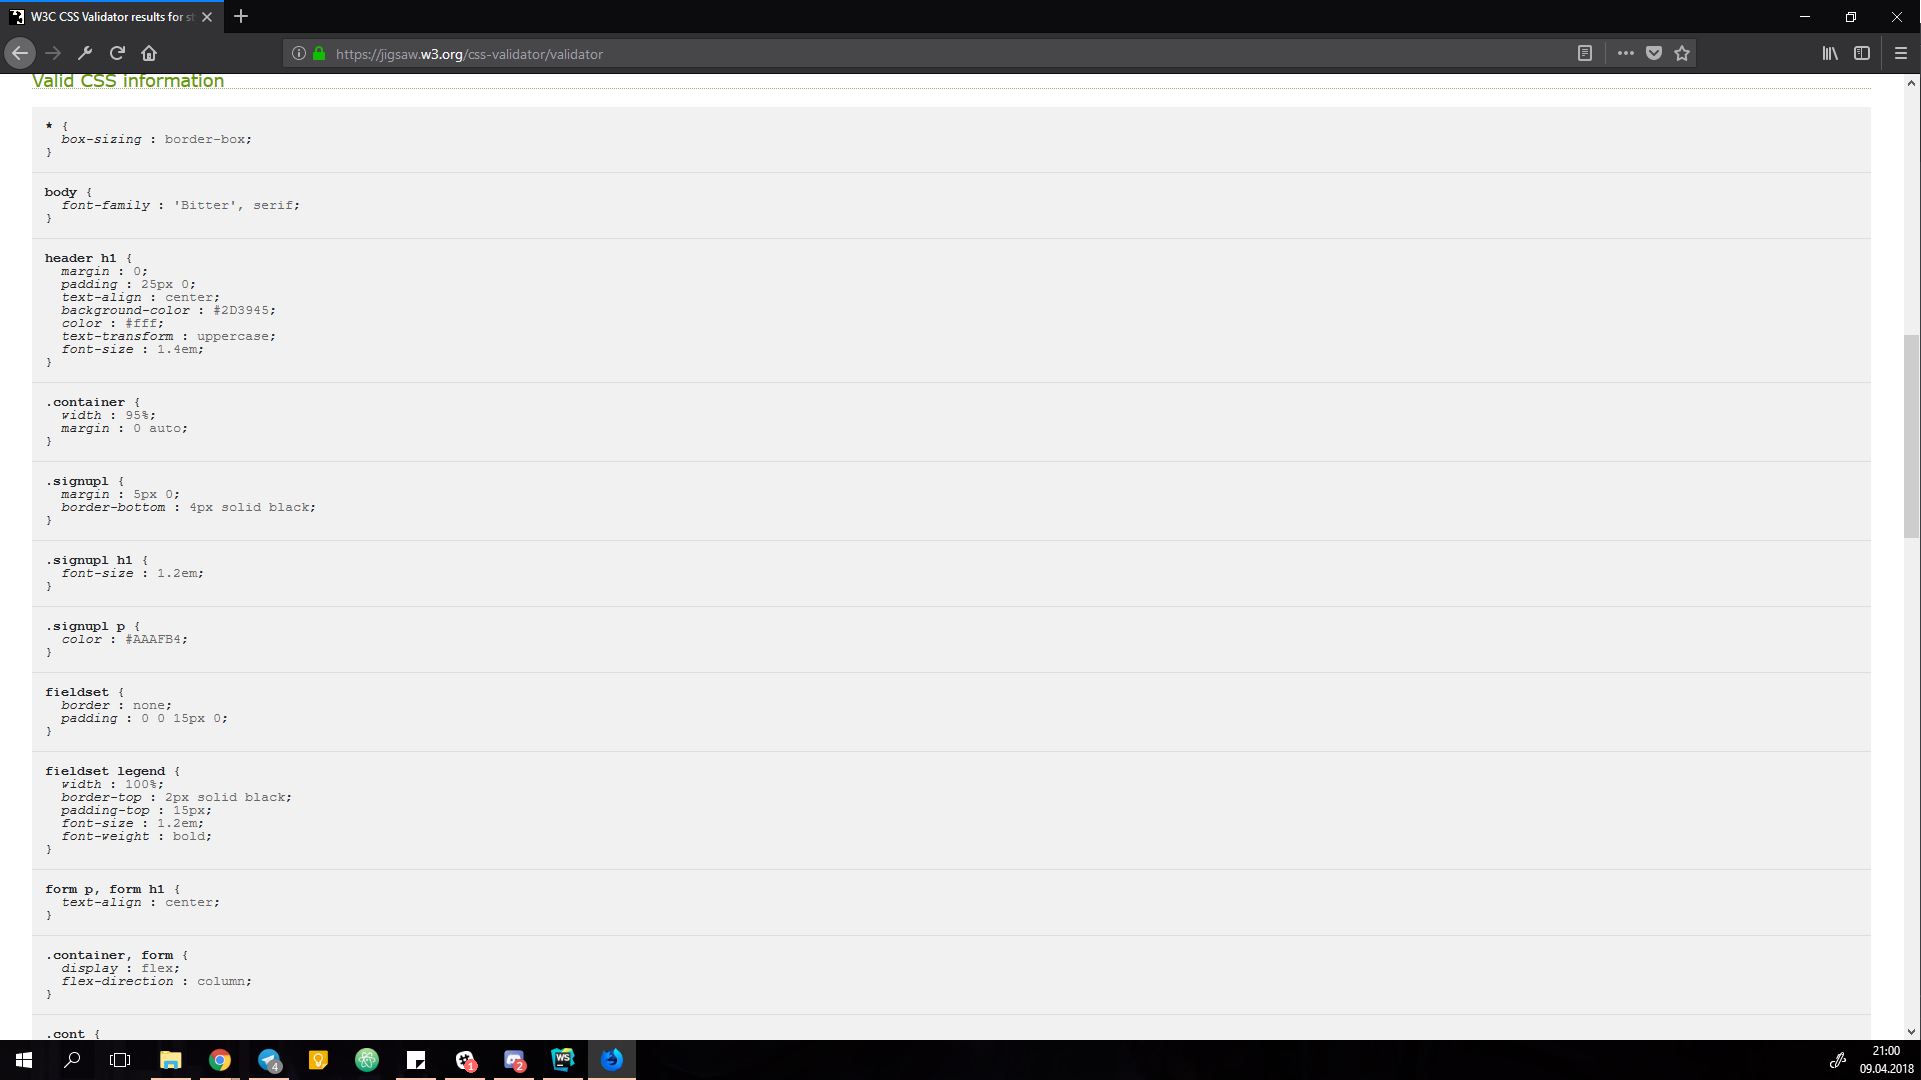 W3C CSS Validator results for st
https://jigsaw.w3.org/css-validator/validator
Valid CSS information
* {
box-sizing : border-box;
}
body {
font-family : 'Bitter', serif;
}
header h1 {
margin : 0;
padding : 25px 0;
text-align : center;
background-color : #2D3945;
color : #fff;
text-transform : uppercase;
font-size : 1.4em;
}
.container {
width : 95%;
margin : 0 auto;
}
.signupl {
margin : 5px 0;
border-bottom : 4px solid black;
}
.signupl h1 {
font-size : 1.2em;
}
.signupl p {
color : #AAAFB4;
}
fieldset {
border : none;
padding : 0 0 15px 0;
}
fieldset legend {
width : 100%;
border-top : 2px solid black;
padding-top : 15px;
font-size : 1.2em;
font-weight : bold;
}
form p, form h1 {
text-align : center;
}
.container, form {
display : flex;
flex-direction : column;
}
.cont {
4
1
2
WS
21:00
09.04.2018